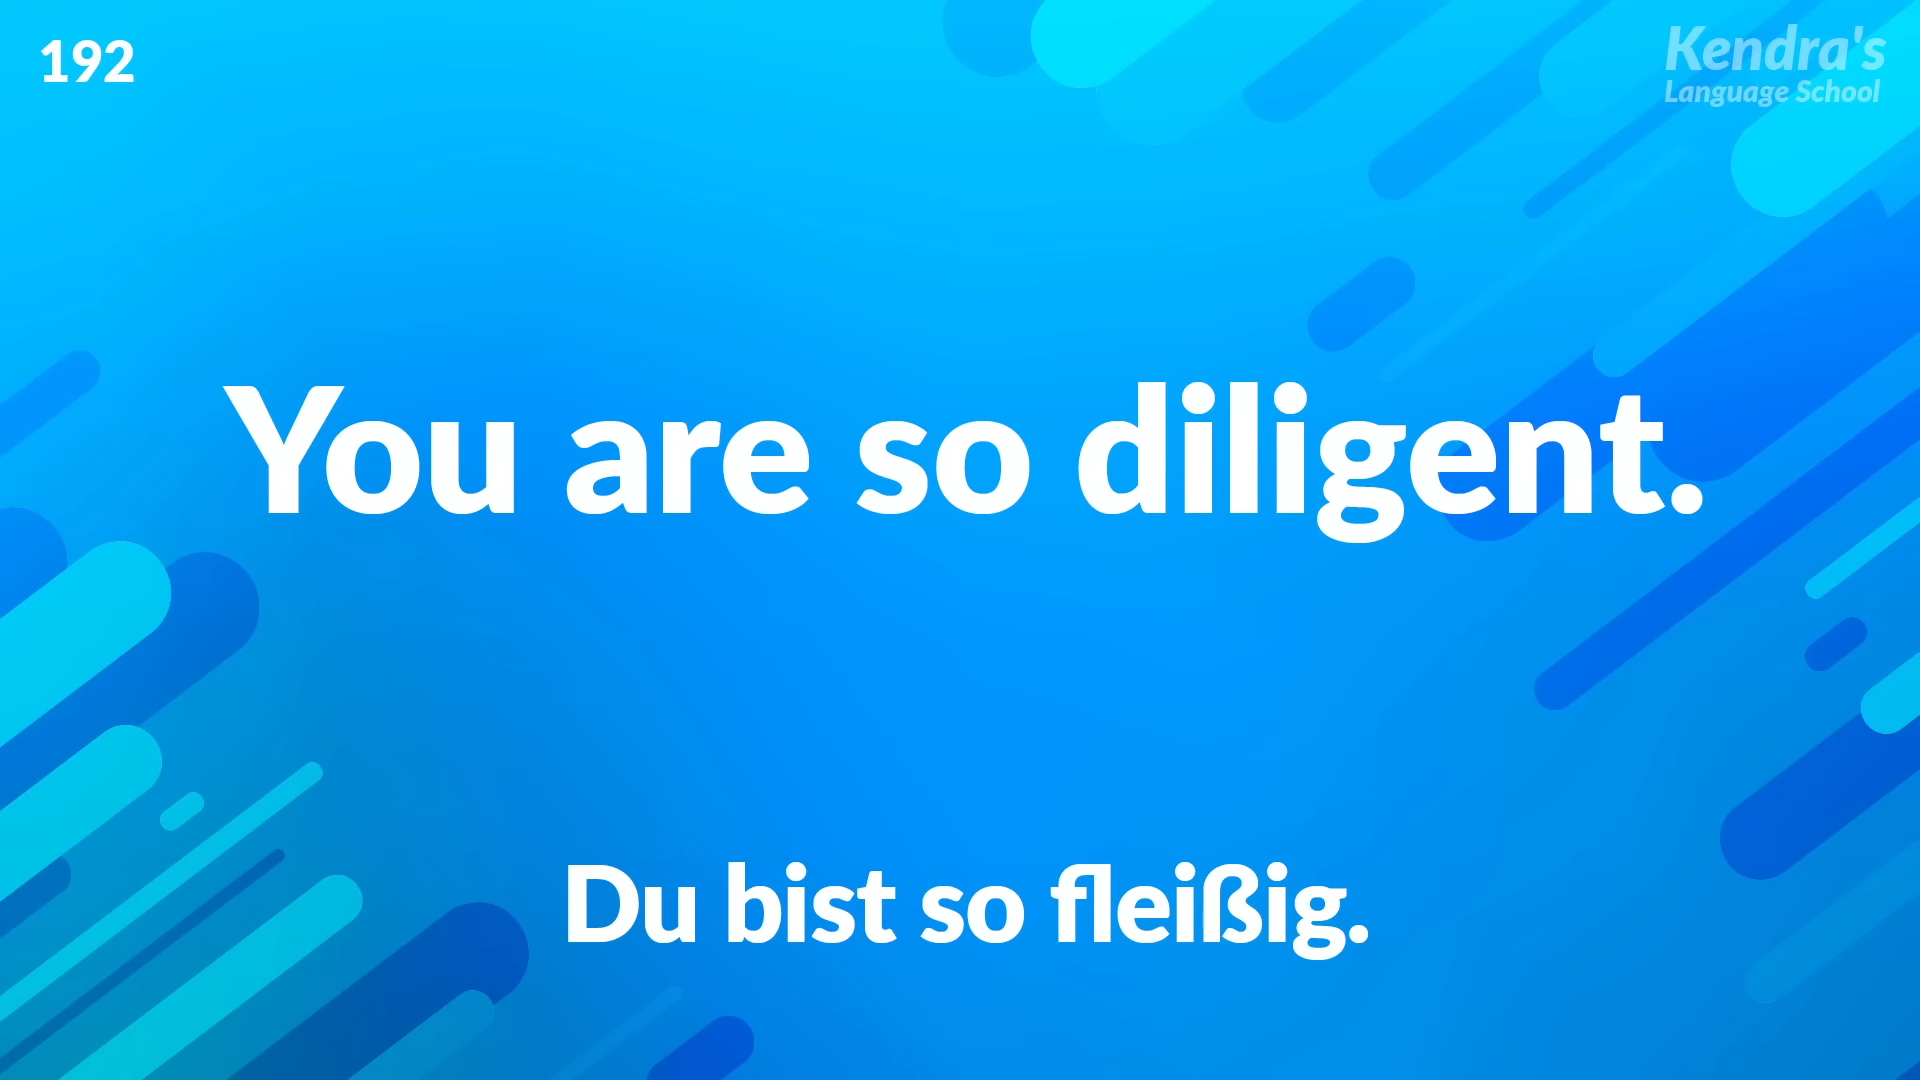 192
Kendra's
Language School
You are so diligent.
Du bist so fleißig.